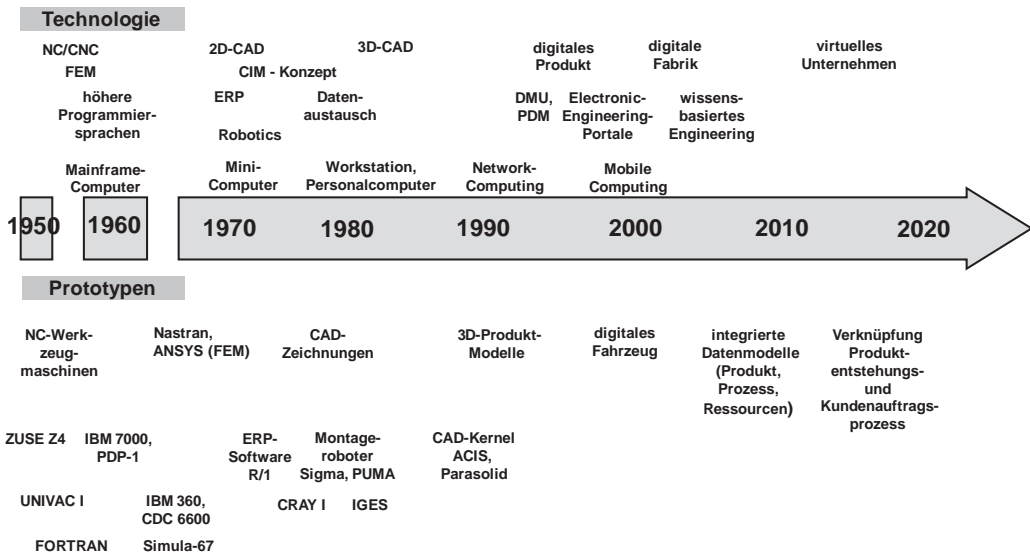 Technologie
NC/CNC
2D-CAD
3D-CAD
digitales
Produkt
digitale
Fabrik
virtuelles
Unternehmen
FEM
CIM - Konzept
höhere
Programmier-
sprachen
ERP
Daten-
austausch
DMU,
PDM
Electronic-
Engineering-
Portale
wissens-
basiertes
Engineering
Robotics
Mainframe-
Computer
Mini-
Computer
Workstation,
Personalcomputer
Network-
Computing
Mobile
Computing
1950
1960
1970
1980
1990
2000
2010
2020
Prototypen
NC-Werk-
zeug-
maschinen
Nastran,
ANSYS (FEM)
CAD-
Zeichnungen
3D-Produkt-
Modelle
digitales
Fahrzeug
integrierte
Datenmodelle
(Produkt,
Prozess,
Ressourcen)
Verknüpfung
Produkt-
entstehungs-
und
Kundenauftrags-
prozess
ZUSE Z4
IBM 7000,
PDP-1
ERP-
Software
R/1
Montage-
roboter
Sigma, PUMA
CAD-Kernel
ACIS,
Parasolid
UNIVAC I
IBM 360,
CDC 6600
CRAY I
IGES
FORTRAN
Simula-67